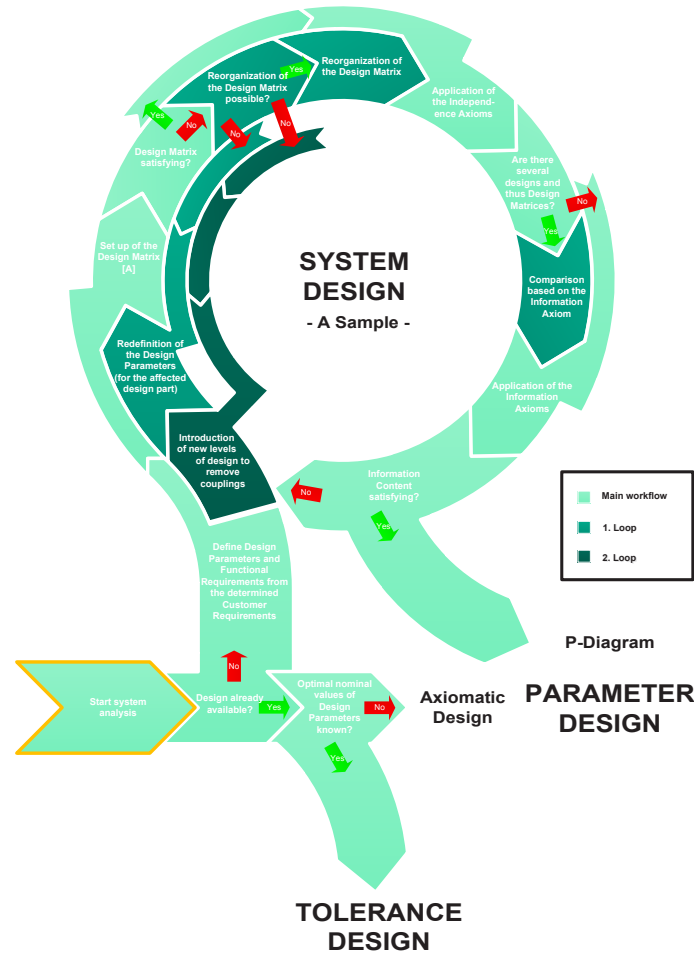 Reorganization of
the Design Matrix
possible?
Yes
Reorganization of
the Design Matrix
Application of
the Independ-
ence Axioms
Yes
No
No
No
Design Matrix
satisfying?
Are there
several
designs and
thus Design
Matrices?
No
Yes
Set up of the
Design Matrix
[A]
SYSTEM
DESIGN
- A Sample -
Comparison
based on the
Information
Axiom
Redefinition of
the Design
Parameters
(for the affected
design part)
Application of the
Information
Axioms
Introduction
of new levels
of design to
remove
couplings
Information
Content
satisfying?
No
Yes
Main workflow
1. Loop
2. Loop
Define Design
Parameters and
Functional
Requirements from
the determined
Customer
Requirements
P-Diagram
No
Start system
analysis
Design already
available?
Yes
Optimal nominal
values of
Design
Parameters
known?
No
Yes
Axiomatic
Design
PARAMETER
DESIGN
TOLERANCE
DESIGN